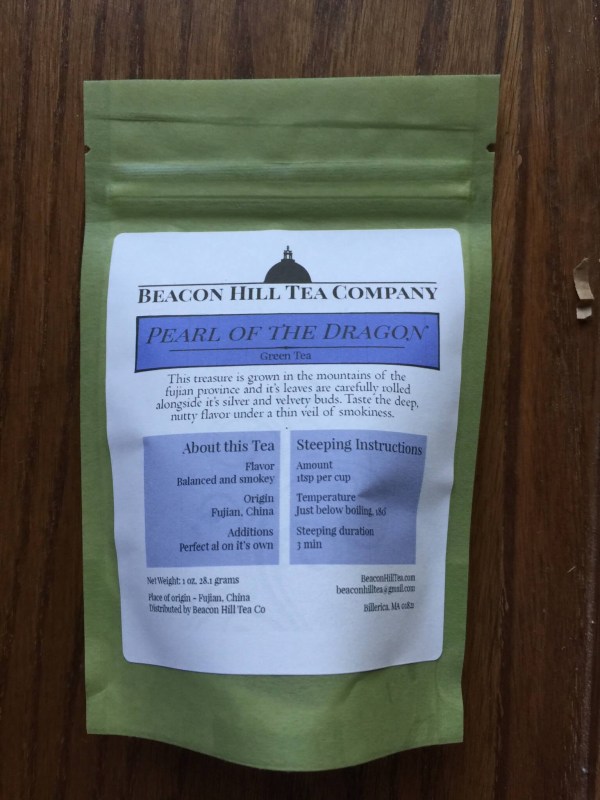 BEACON HILL TEA COMPANY
PEARL OF THE DRAGON
Green Tea
This treasure is grown in the mountains of the
fujian province and it's leaves are carefully rolled
alongside it's silver and velvety buds. Taste the deep,
nutty flavor under a thin veil of smokiness.
About this Tea
Flavor
Balanced and smokey
Origin
Fujian, China
Additions
Perfect al on it's own
Steeping Instructions
Amount
1tsp per cup
Temperature
Just below boiling, 180
Steeping duration
3 min
Net Weight: 1 oz. 28.1 grams
Place of origin - Fujian, China
Distributed by Beacon Hill Tea Co
BeaconHillTea.com
beaconhilltea@gmail.com
Billerica, MA 01821